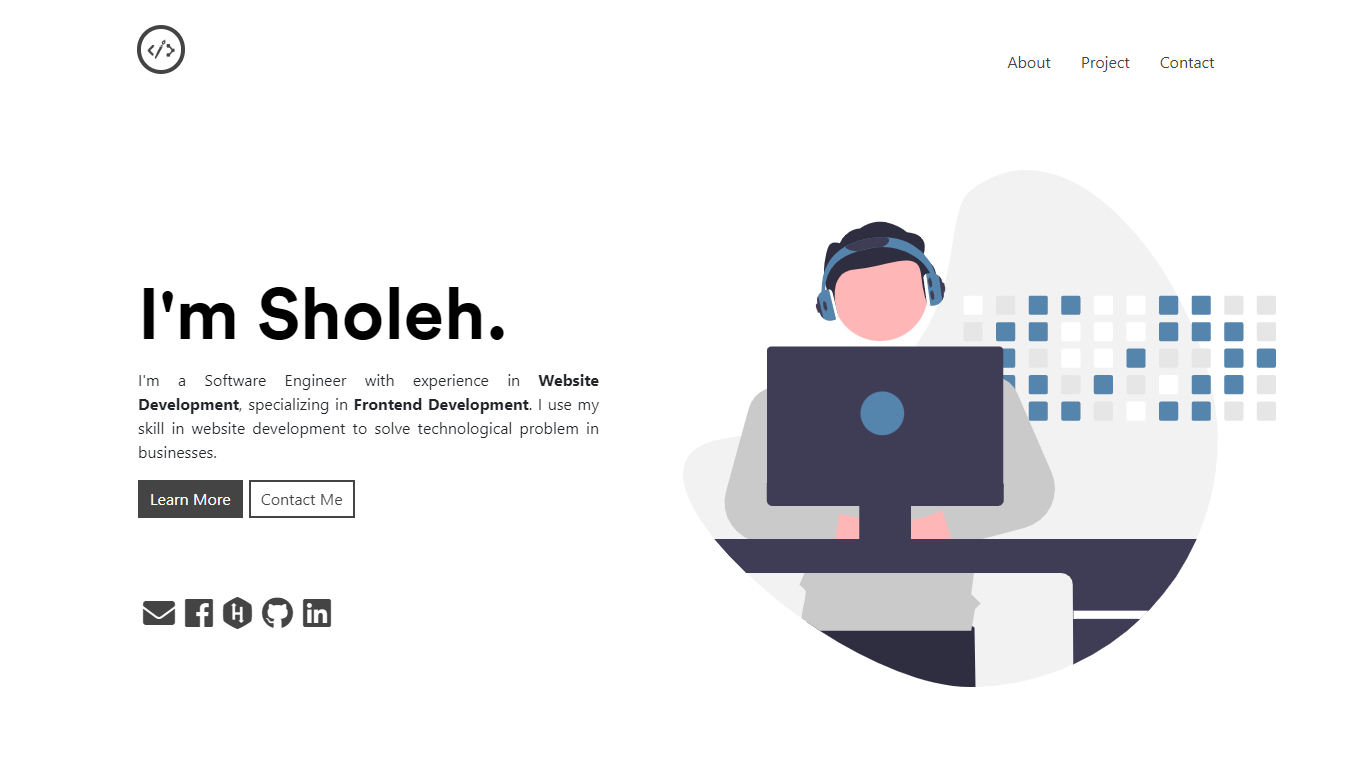 About Project Contact
I'm Sholeh.
I'm a Software Engineer with experience in Website
Development, specializing in Frontend Development. I use my
skill in website development to solve technological problem in
businesses.
Learn More Contact Me